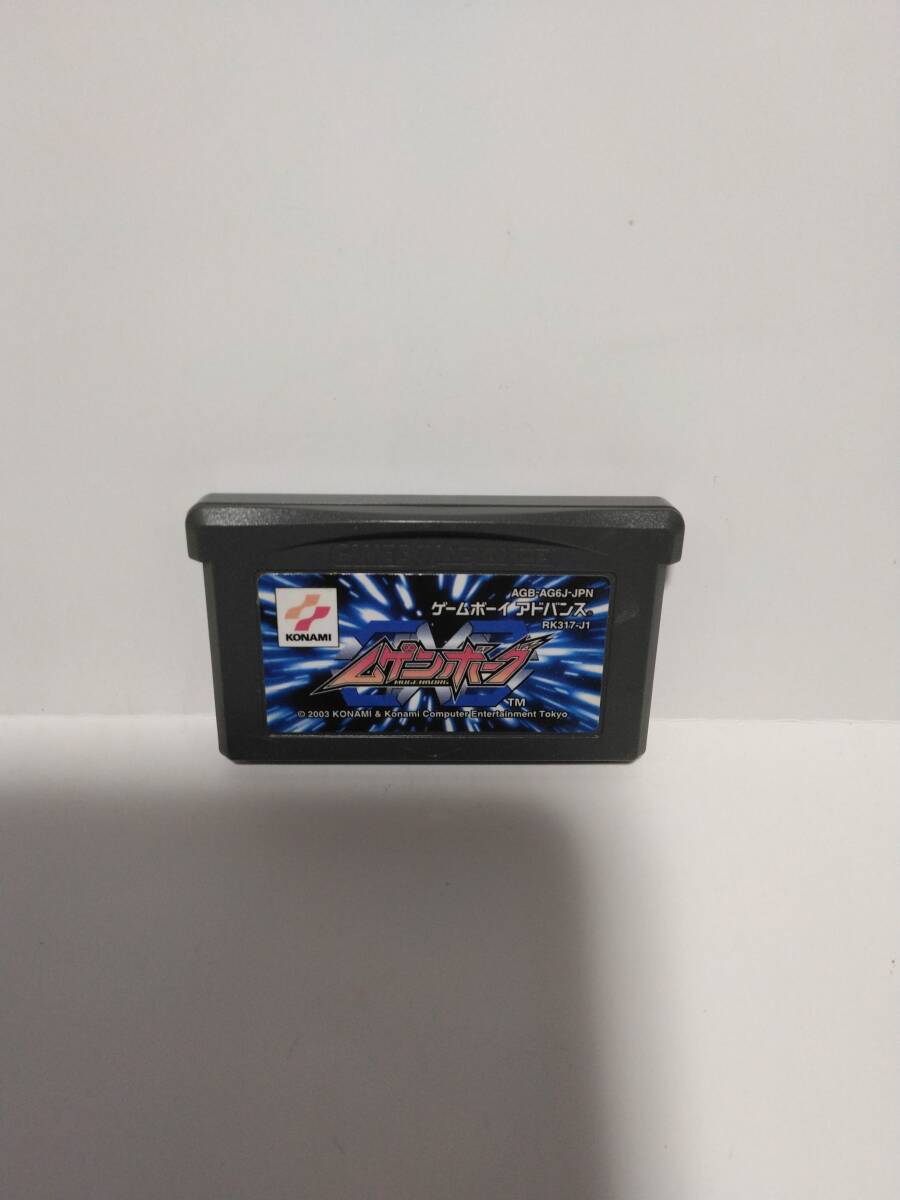 AGB-AG6J-JPN
ゲームボーイ アドバンス
RK317-J1
KONAMI
ムゲンボーグ
MUGENBORG
TM
© 2003 KONAMI & Konami Computer Entertainment Tokyo